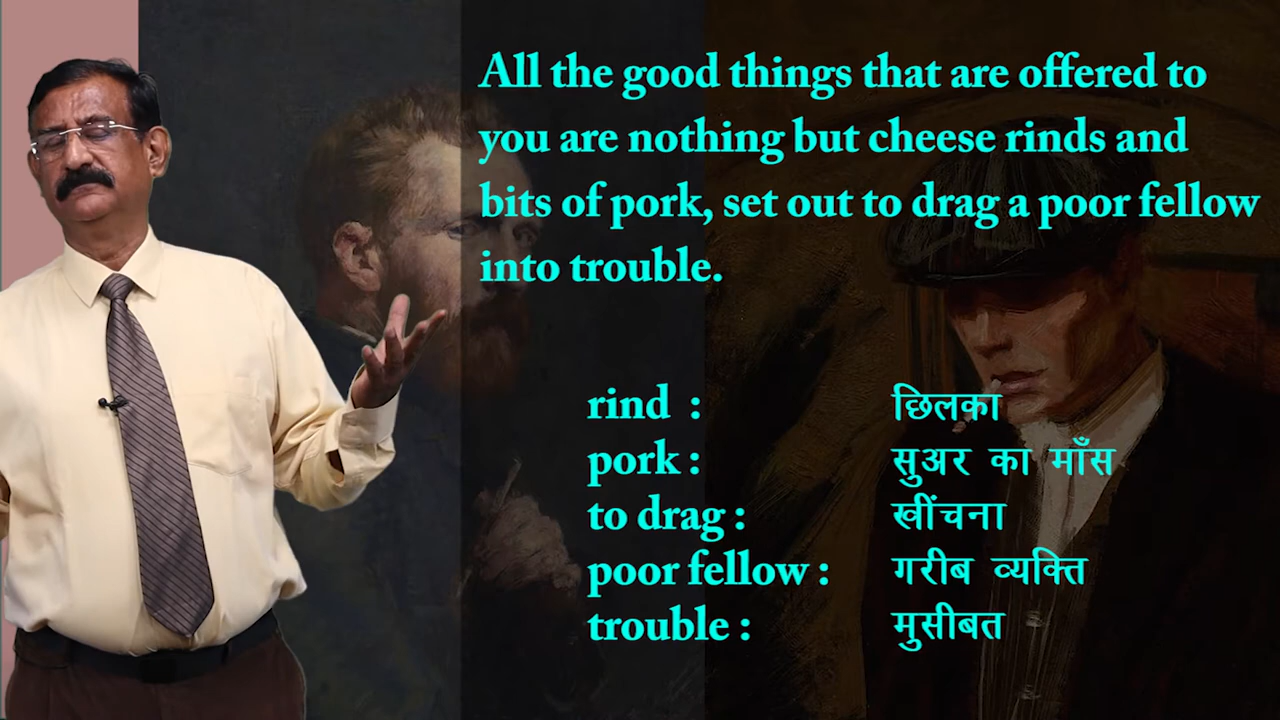 All the good things that are offered to
you are nothing but cheese rinds and
bits of pork, set out to drag a poor fellow
into trouble.
rind : छिलका
pork : सुअर का माँस
to drag : खींचना
poor fellow : गरीब व्यक्ति
trouble : मुसीबत